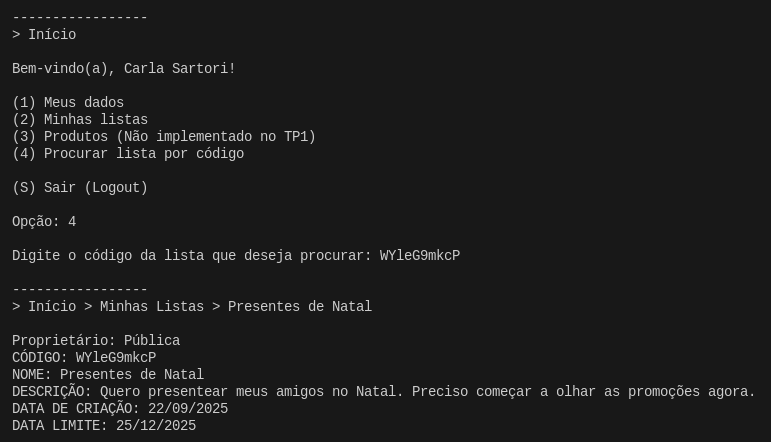 -----------------
> Início
Bem-vindo(a), Carla Sartori!
(1) Meus dados
(2) Minhas listas
(3) Produtos (Não implementado no TP1)
(4) Procurar lista por código
(S) Sair (Logout)
Opção: 4
Digite o código da lista que deseja procurar: WYleG9mkcP
-----------------
> Início > Minhas Listas > Presentes de Natal
Proprietário: Pública
CÓDIGO: WYleG9mkcP
NOME: Presentes de Natal
DESCRIÇÃO: Quero presentear meus amigos no Natal. Preciso começar a olhar as promoções agora.
DATA DE CRIAÇÃO: 22/09/2025
DATA LIMITE: 25/12/2025